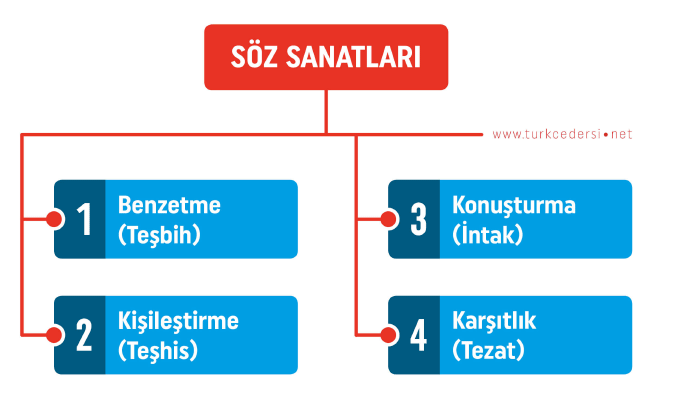 SÖZ SANATLARI
www.turkcedersi•net
1
Benzetme
(Teşbih)
2
Kişileştirme
(Teşhis)
3
Konuşturma
(İntak)
4
Karşıtlık
(Tezat)